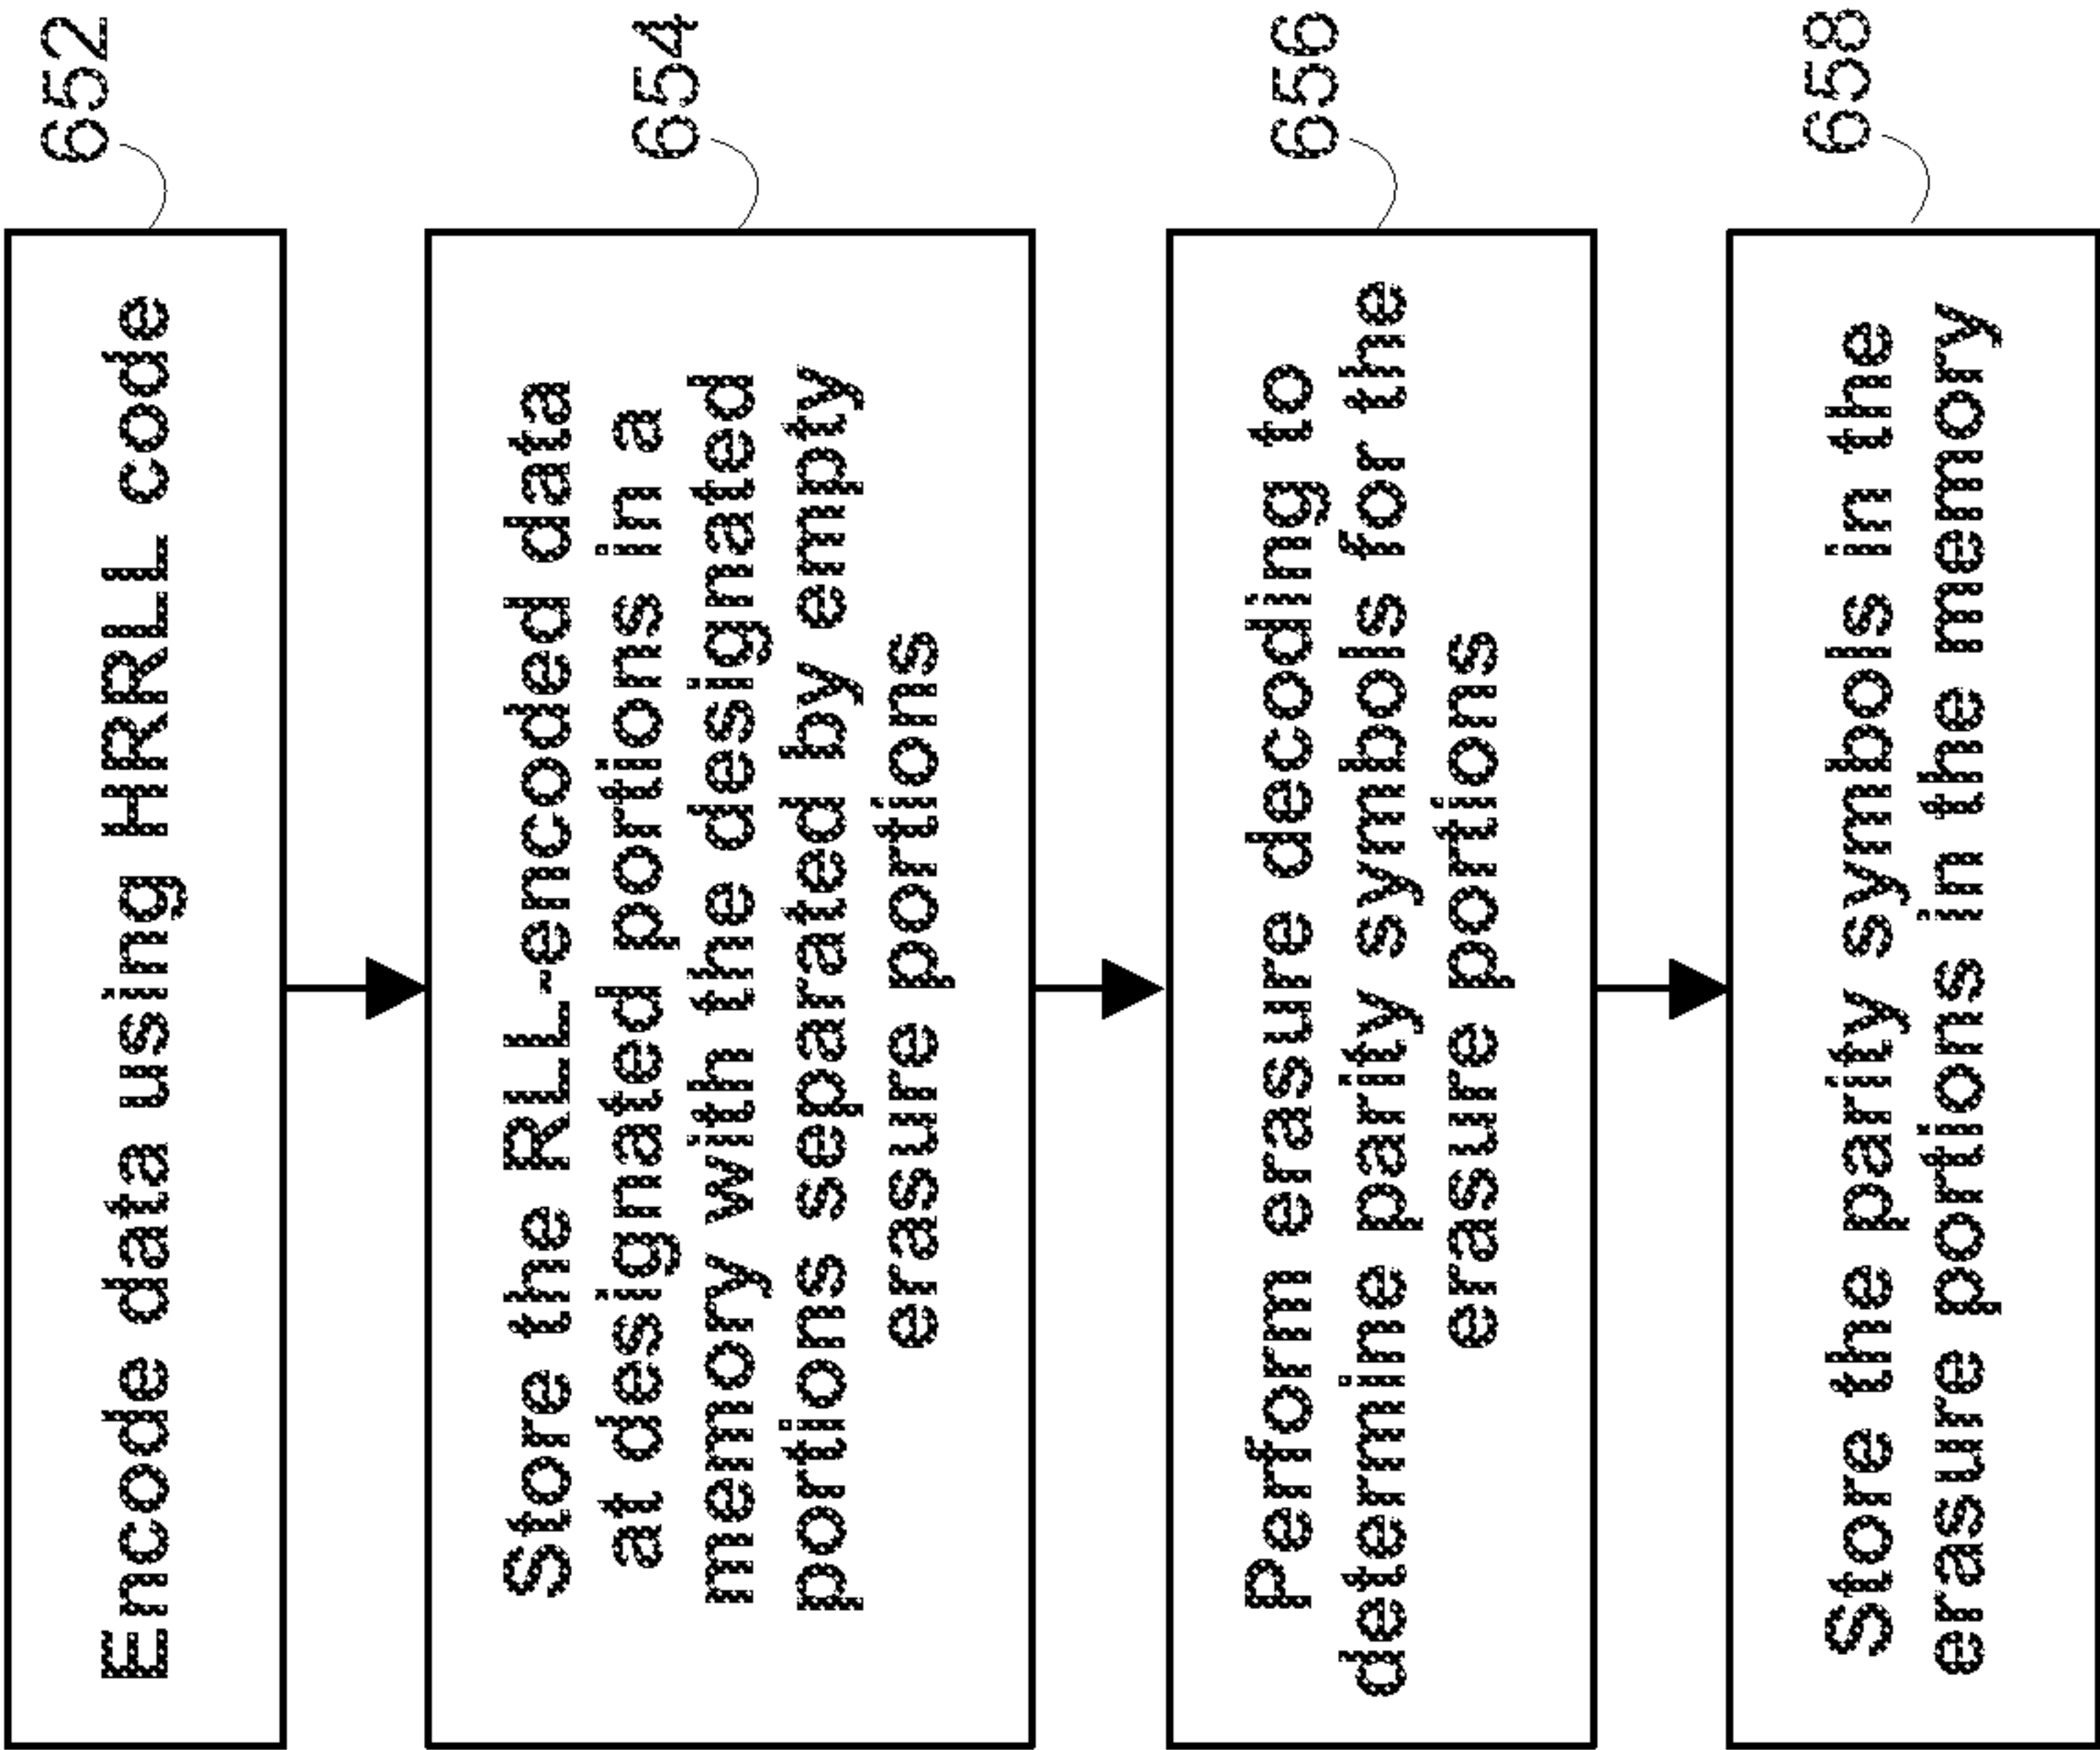 Encode data using HRRLL code
652
Store the RLL-encoded data
at designated portions in a
memory with the designated
portions separated by empty
erasure portions
654
Perform erasure decoding to
determine parity symbols for the
erasure portions
656
Store the parity symbols in the
erasure portions in the memory
658